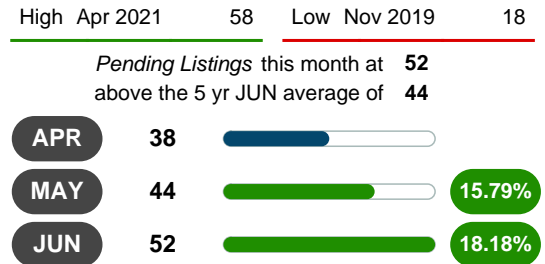 High Apr 2021 58 Low Nov 2019 18
Pending Listings this month at 52
above the 5 yr JUN average of 44
APR 38
MAY 44 15.79%
JUN 52 18.18%